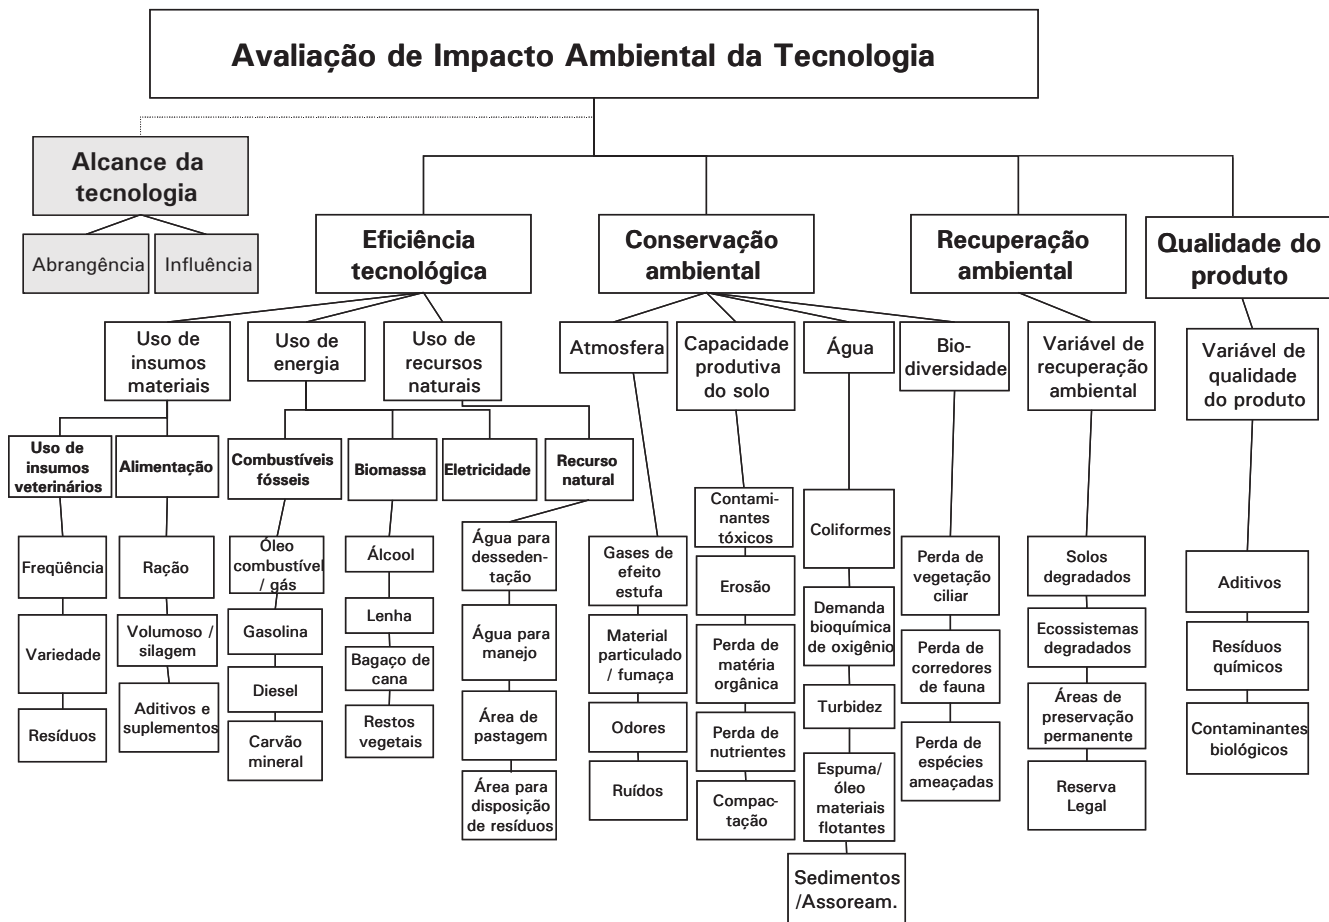 Avaliação de Impacto Ambiental da Tecnologia
Alcance da
tecnologia
Abrangência
Influência
Eficiência
tecnológica
Conservação
ambiental
Recuperação
ambiental
Qualidade do
produto
Uso de
insumos
materiais
Uso de
energia
Uso de
recursos
naturais
Atmosfera
Capacidade
produtiva
do solo
Água
Bio-
diversidade
Variável de
recuperação
ambiental
Variável de
qualidade
do produto
Uso de
insumos
veterinários
Alimentação
Combustíveis
fósseis
Biomassa
Eletricidade
Recurso
natural
Freqüência
Variedade
Resíduos
Ração
Volumoso /
silagem
Aditivos e
suplementos
Óleo
combustível
/ gás
Gasolina
Diesel
Carvão
mineral
Álcool
Lenha
Bagaço de
cana
Restos
vegetais
Água para
desseden-
tação
Água para
manejo
Área de
pastagem
Área para
disposição
de resíduos
Gases de
efeito
estufa
Material
particulado
/ fumaça
Odores
Ruídos
Contami-
nantes
tóxicos
Erosão
Perda de
matéria
orgânica
Perda de
nutrientes
Compac-
tação
Coliformes
Demanda
bioquímica
de oxigênio
Turbidez
Espuma/
óleo
materiais
flotantes
Sedimentos
/Assoream.
Perda de
vegetação
ciliar
Perda de
corredores
de fauna
Perda de
espécies
ameaçadas
Solos
degradados
Ecossistemas
degradados
Áreas de
preservação
permanente
Reserva
Legal
Aditivos
Resíduos
químicos
Contaminantes
biológicos